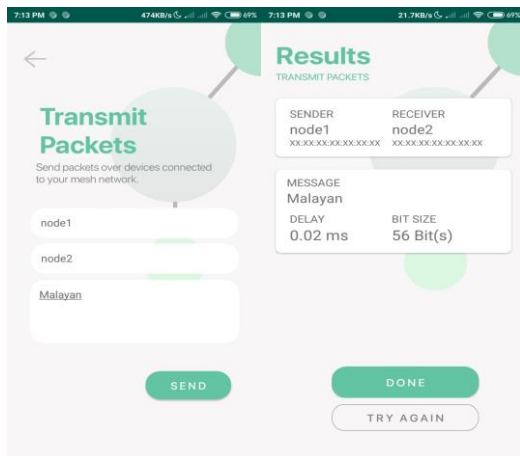 7:13 PM
474KB/s
69%
Transmit
Packets
Send packets over devices connected
to your mesh network.
node1
node2
Malayan
SEND
7:13 PM
21.7KB/s
69%
Results
TRANSMIT PACKETS
SENDER RECEIVER
node1 node2
xx:xx:xx:xx:xx:xx:xx xx:xx:xx:xx:xx:xx:xx
MESSAGE
Malayan
DELAY BIT SIZE
0.02 ms 56 Bit(s)
DONE
TRY AGAIN